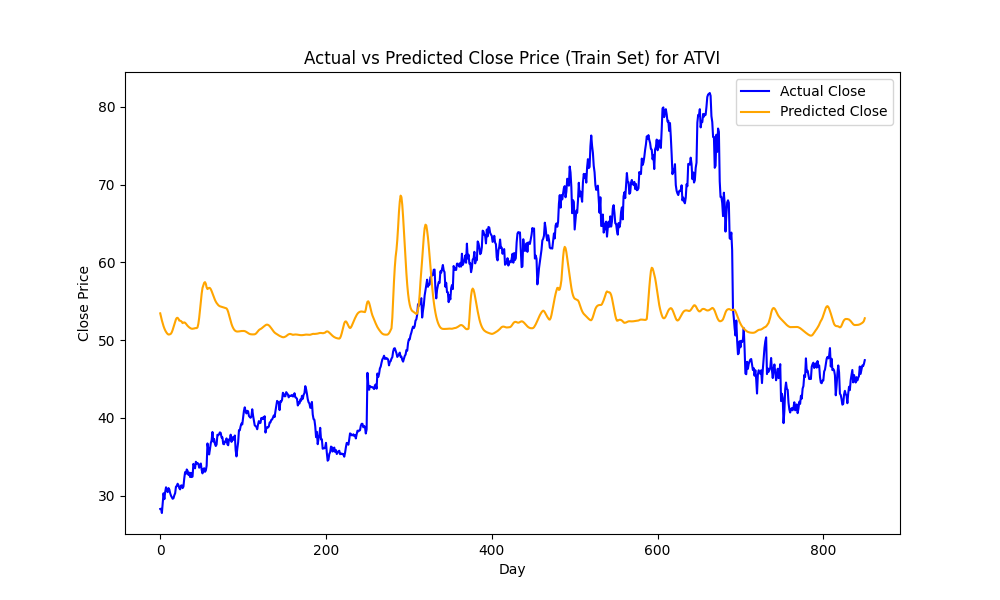 Actual vs Predicted Close Price (Train Set) for ATVI
Actual Close
Predicted Close
80
70
60
50
40
30
Close Price
0 200 400 600 800
Day